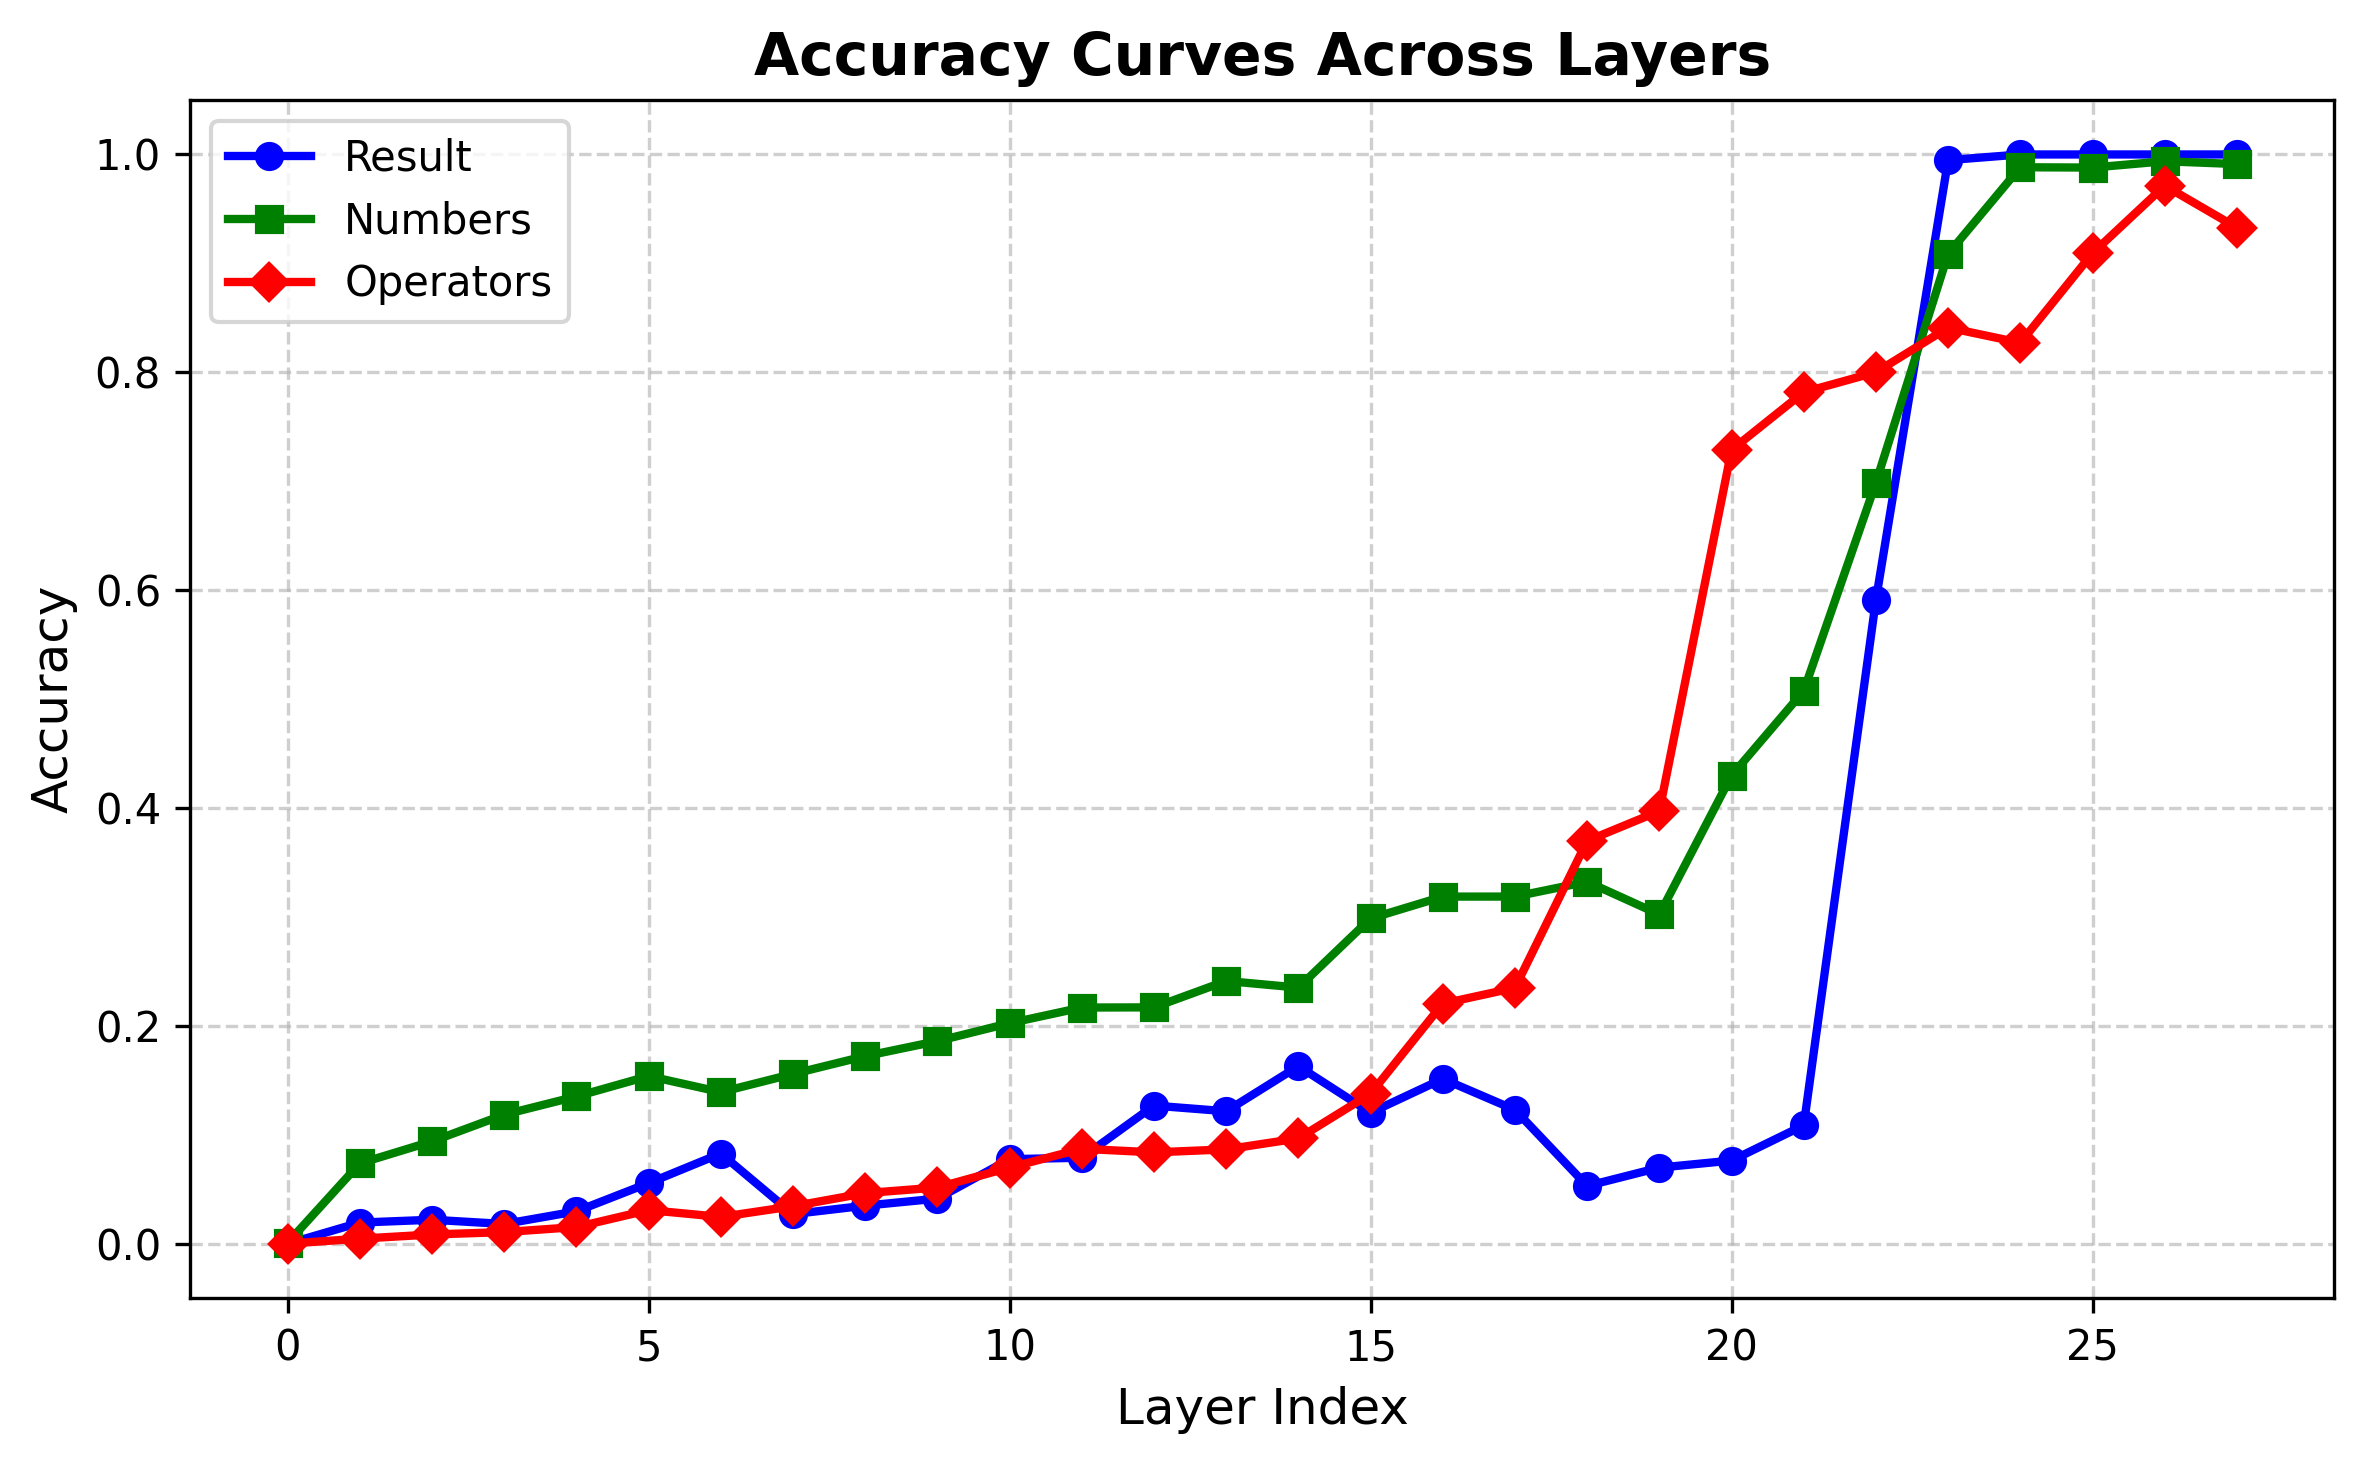 Accuracy Curves Across Layers
Result
Numbers
Operators
1.0
0.8
0.6
0.4
0.2
0.0
Accuracy
0 5 10 15 20 25
Layer Index